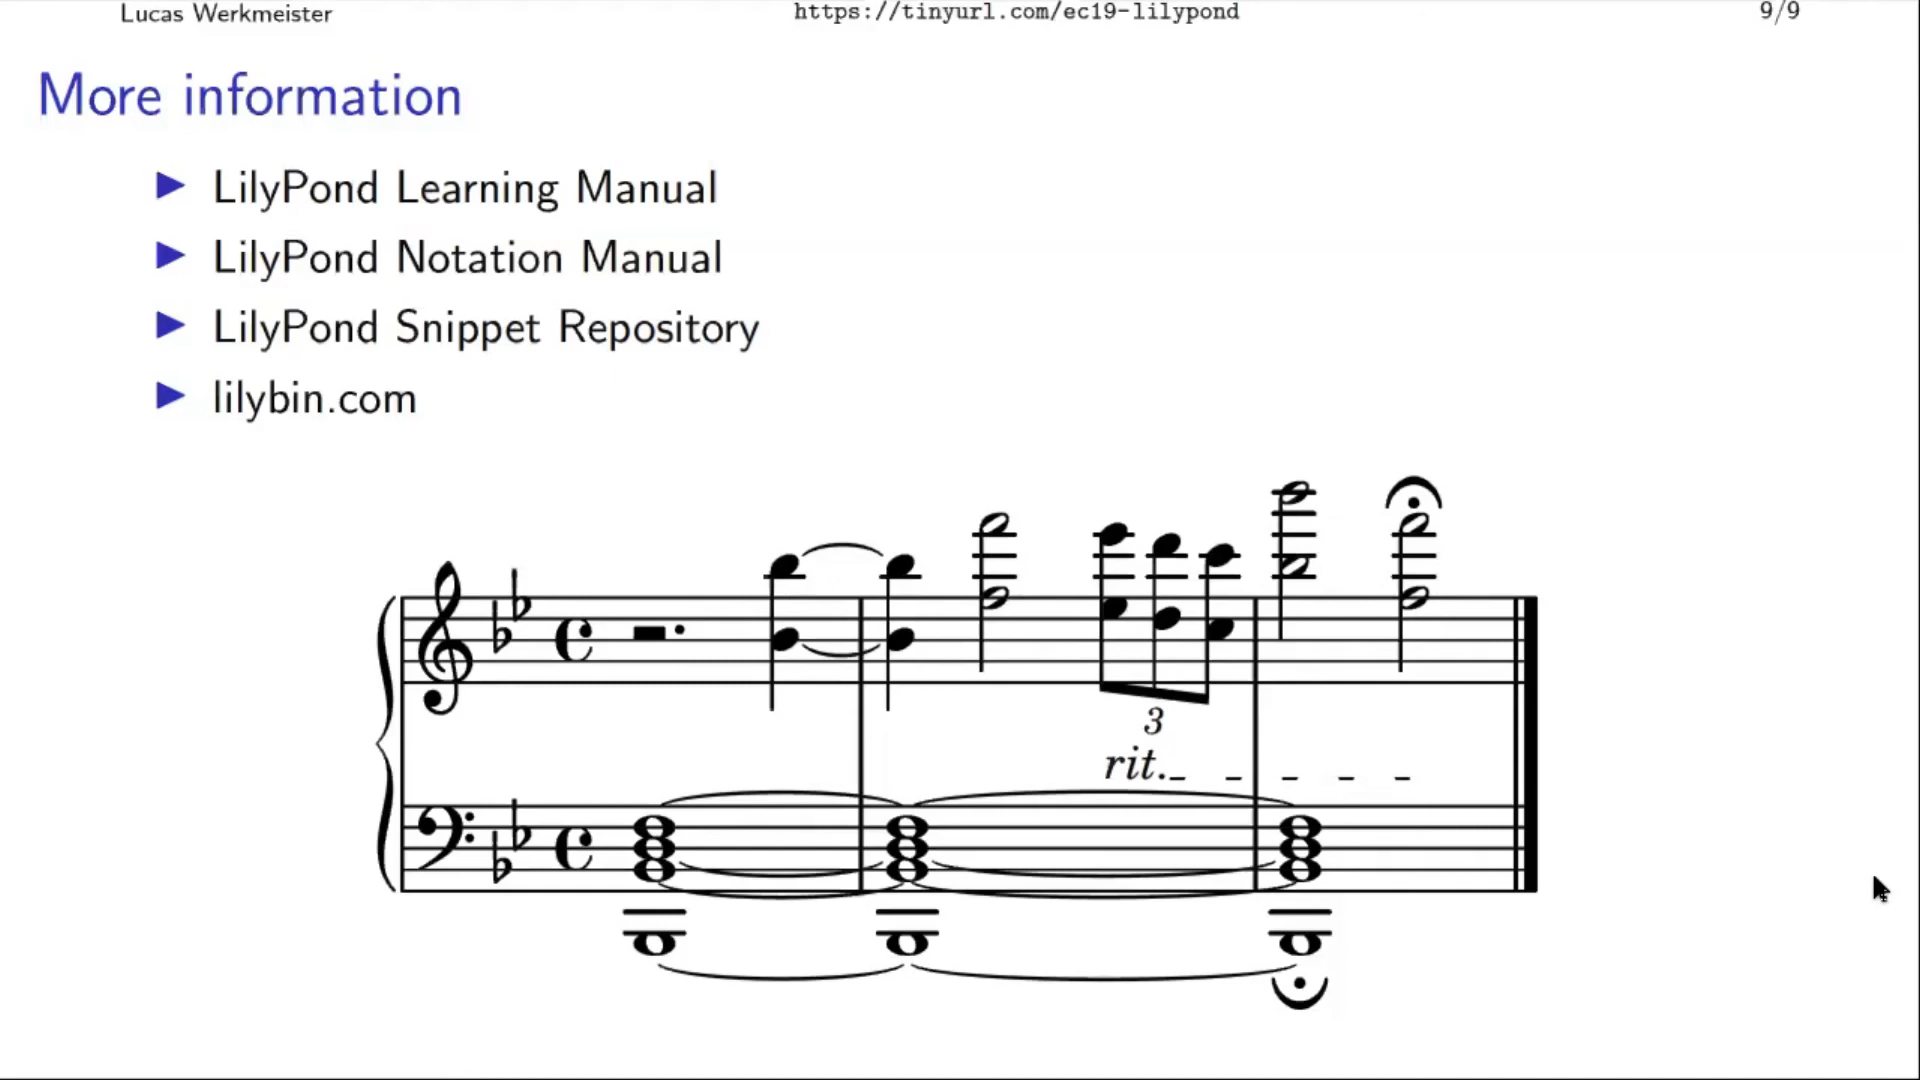 Lucas Werkmeister https://tinyurl.com/ec19-lilypond 9/9
More information
LilyPond Learning Manual
LilyPond Notation Manual
LilyPond Snippet Repository
lilybin.com
3
rit.